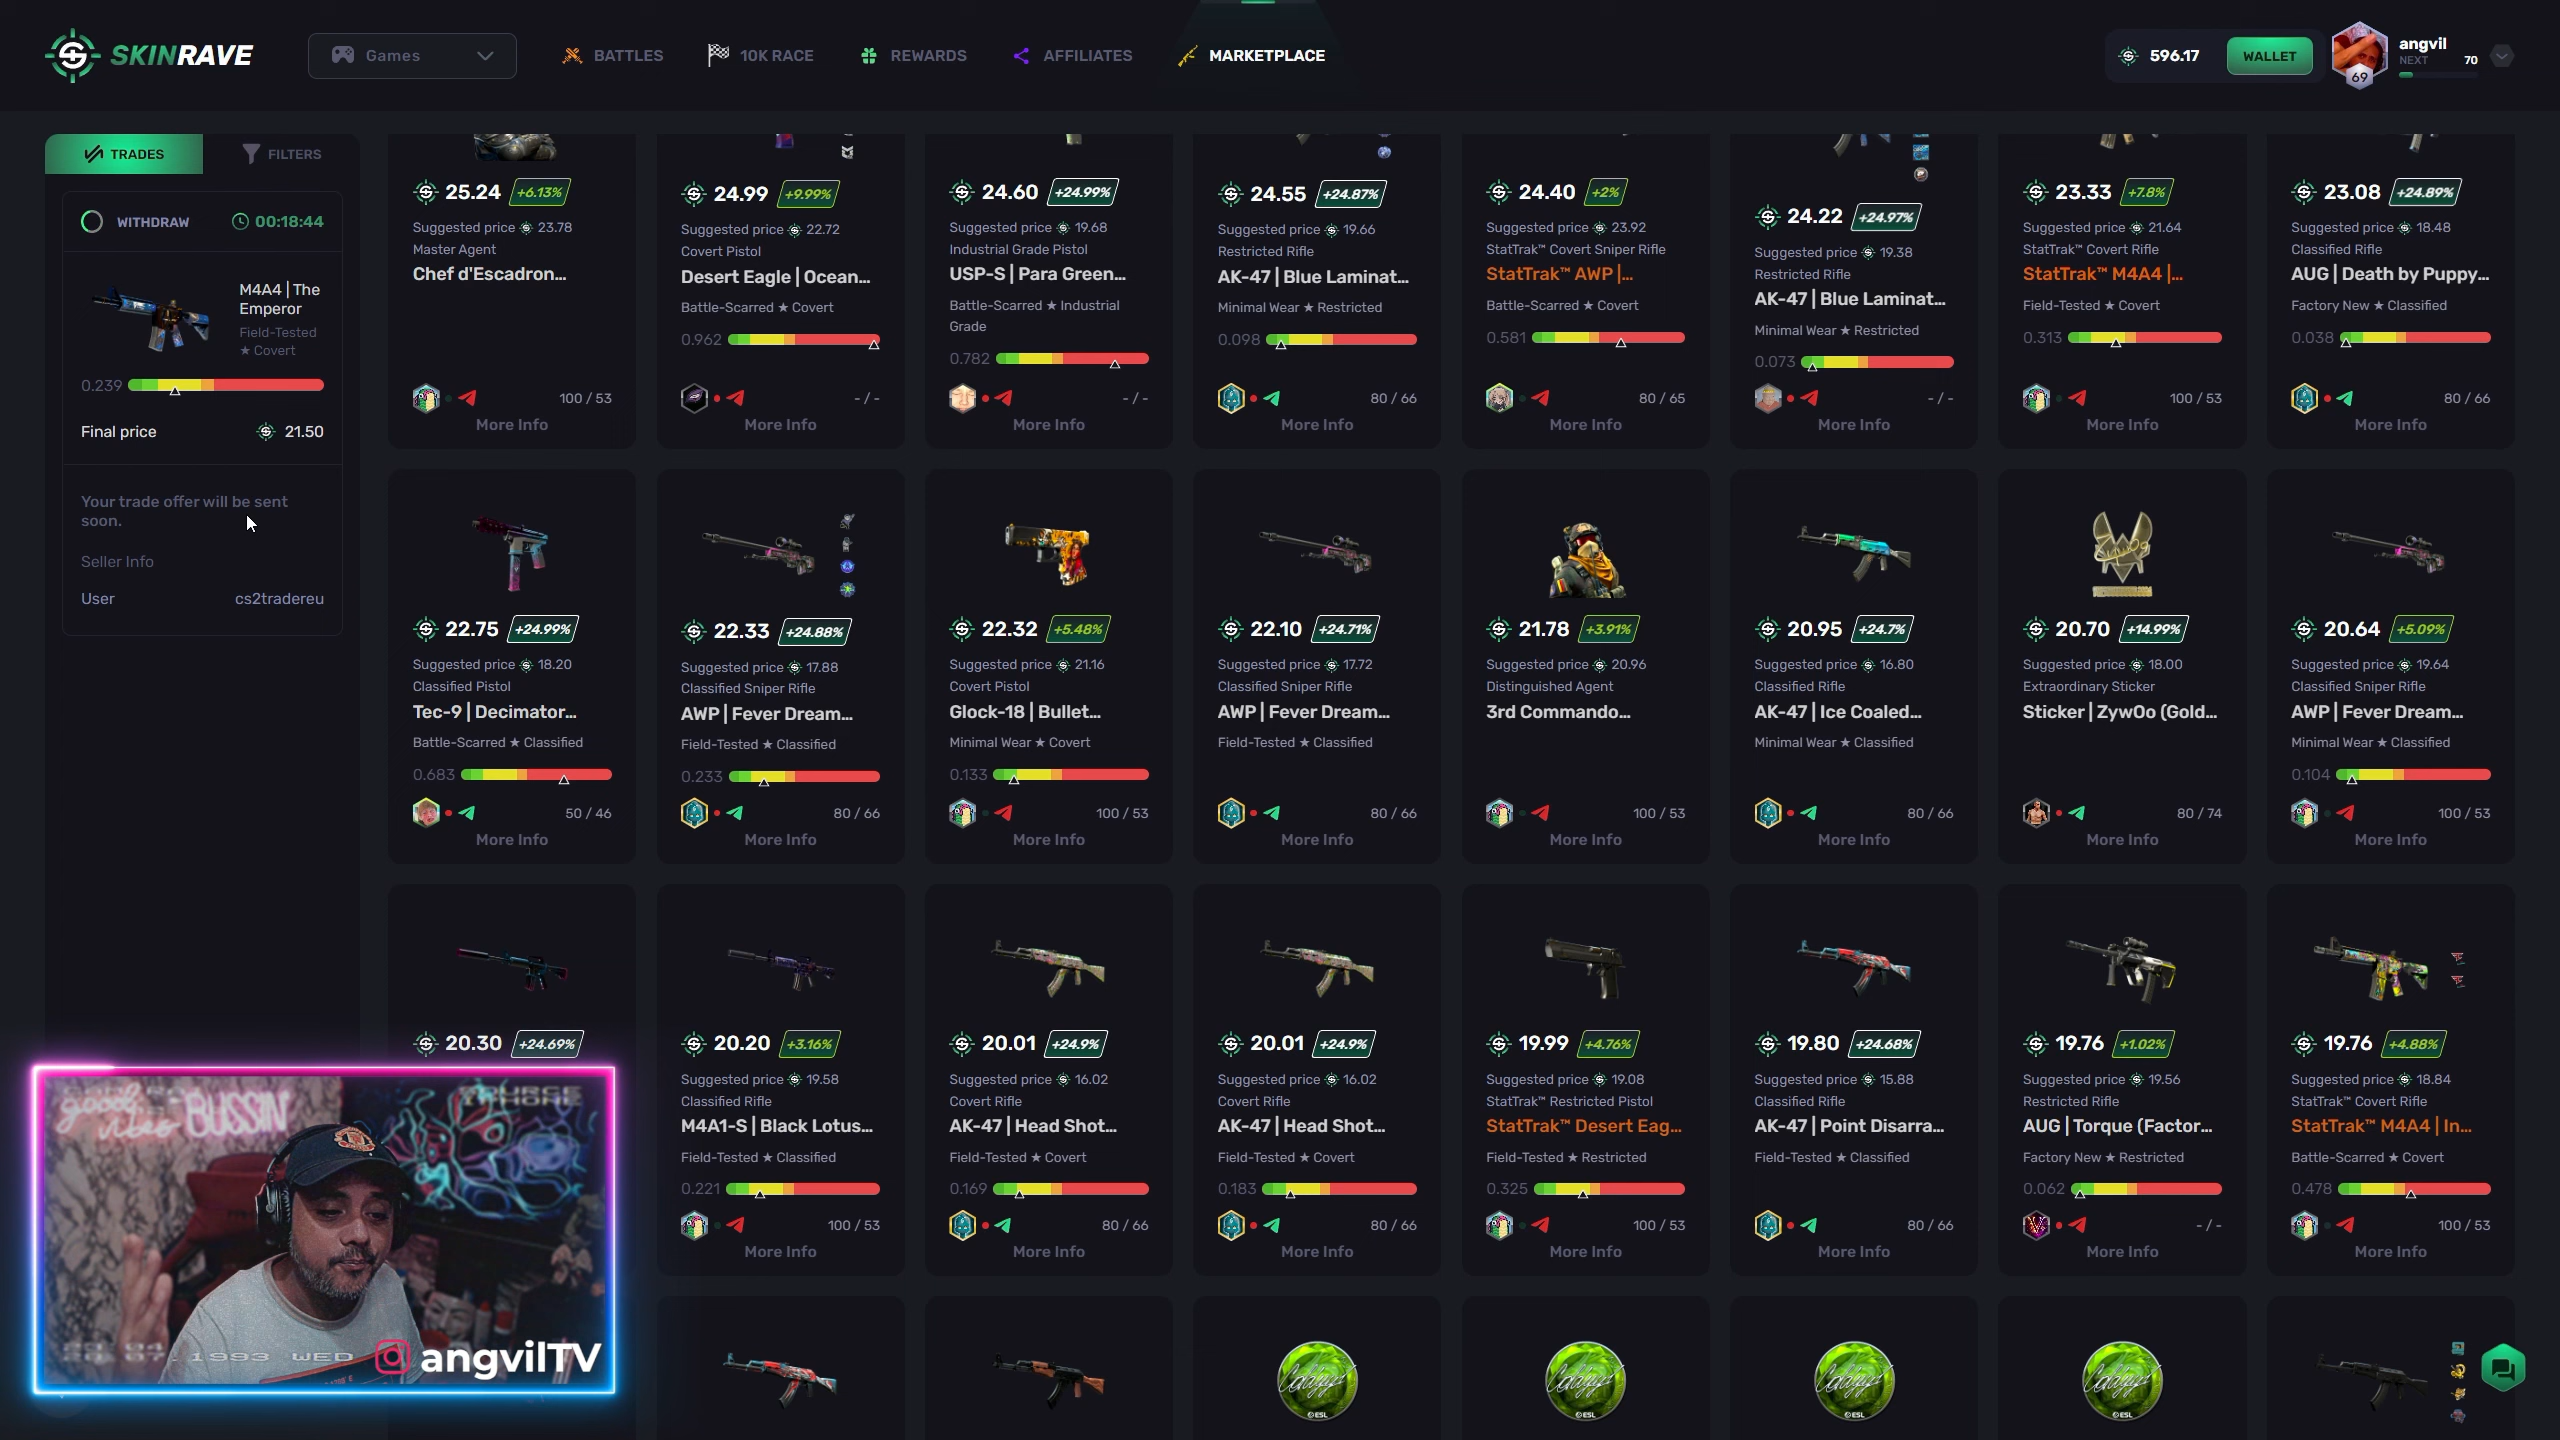 SKINRAVE
Games
BATTLES
10K RACE
REWARDS
AFFILIATES
MARKETPLACE
596.17
WALLET
69
angvil
NEXT 70
TRADES
FILTERS
WITHDRAW 00:18:44
M4A4 | The
Emperor
Field-Tested
★ Covert
0.239
Final price 21.50
Your trade offer will be sent
soon.
Seller Info
User cs2tradereu
25.24 +6.13%
Suggested price 23.78
Master Agent
Chef d'Escadron...
100 / 53
More Info
24.99 +9.99%
Suggested price 22.72
Covert Pistol
Desert Eagle | Ocean...
Battle-Scarred ★ Covert
0.962
- / -
More Info
24.60 +24.99%
Suggested price 19.68
Industrial Grade Pistol
USP-S | Para Green...
Battle-Scarred ★ Industrial
Grade
0.782
- / -
More Info
24.55 +24.87%
Suggested price 19.66
Restricted Rifle
AK-47 | Blue Laminat...
Minimal Wear ★ Restricted
0.098
80 / 66
More Info
24.40 +2%
Suggested price 23.92
StatTrak™ Covert Sniper Rifle
StatTrak™ AWP |...
Battle-Scarred ★ Covert
0.581
80 / 65
More Info
24.22 +24.97%
Suggested price 19.38
Restricted Rifle
AK-47 | Blue Laminat...
Minimal Wear ★ Restricted
0.073
- / -
More Info
23.33 +7.8%
Suggested price 21.64
StatTrak™ Covert Rifle
StatTrak™ M4A4 |...
Field-Tested ★ Covert
0.313
100 / 53
More Info
23.08 +24.89%
Suggested price 18.48
Classified Rifle
AUG | Death by Puppy...
Factory New ★ Classified
0.038
80 / 66
More Info
22.75 +24.99%
Suggested price 18.20
Classified Pistol
Tec-9 | Decimator...
Battle-Scarred ★ Classified
0.683
50 / 46
More Info
22.33 +24.88%
Suggested price 17.88
Classified Sniper Rifle
AWP | Fever Dream...
Field-Tested ★ Classified
0.233
80 / 66
More Info
22.32 +5.48%
Suggested price 21.16
Covert Pistol
Glock-18 | Bullet...
Minimal Wear ★ Covert
0.133
100 / 53
More Info
22.10 +24.71%
Suggested price 17.72
Classified Sniper Rifle
AWP | Fever Dream...
Field-Tested ★ Classified
80 / 66
More Info
21.78 +3.91%
Suggested price 20.96
Distinguished Agent
3rd Commando...
100 / 53
More Info
20.95 +24.7%
Suggested price 16.80
Classified Rifle
AK-47 | Ice Coaled...
Minimal Wear ★ Classified
80 / 66
More Info
20.70 +14.99%
Suggested price 18.00
Extraordinary Sticker
Sticker | ZywOo (Gold...
80 / 74
More Info
20.64 +5.09%
Suggested price 19.64
Classified Sniper Rifle
AWP | Fever Dream...
Minimal Wear ★ Classified
0.104
100 / 53
More Info
20.30 +24.69%
20.20 +3.16%
Suggested price 19.58
Classified Rifle
M4A1-S | Black Lotus...
Field-Tested ★ Classified
0.221
100 / 53
More Info
20.01 +24.9%
Suggested price 16.02
Covert Rifle
AK-47 | Head Shot...
Field-Tested ★ Covert
0.169
80 / 66
More Info
20.01 +24.9%
Suggested price 16.02
Covert Rifle
AK-47 | Head Shot...
Field-Tested ★ Covert
0.183
80 / 66
More Info
19.99 +4.76%
Suggested price 19.08
StatTrak™ Restricted Pistol
StatTrak™ Desert Eag...
Field-Tested ★ Restricted
0.325
100 / 53
More Info
19.80 +24.68%
Suggested price 15.88
Classified Rifle
AK-47 | Point Disarra...
Field-Tested ★ Classified
80 / 66
More Info
19.76 +1.02%
Suggested price 19.56
Restricted Rifle
AUG | Torque (Factor...
Factory New ★ Restricted
0.062
- / -
More Info
19.76 +4.88%
Suggested price 18.84
StatTrak™ Covert Rifle
StatTrak™ M4A4 | In...
Battle-Scarred ★ Covert
0.478
100 / 53
More Info
good
BUSSIN'
1993 WED
angvilTV
ESL
ESL
ESL
ESL